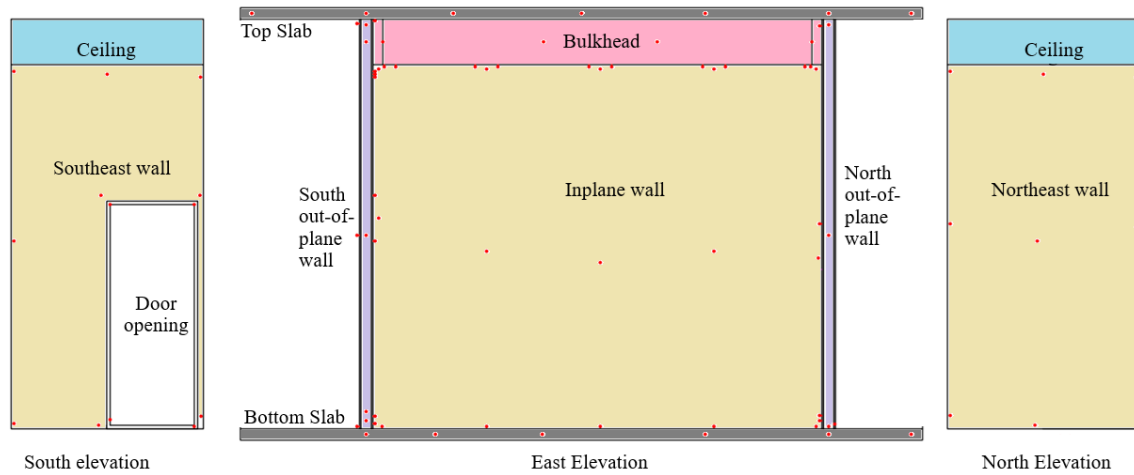 Ceiling
Southeast wall
Door
opening
South elevation
Top Slab
Bulkhead
South
out-of-
plane
wall
Inplane wall
North
out-of-
plane
wall
Bottom Slab
East Elevation
Ceiling
Northeast wall
North Elevation